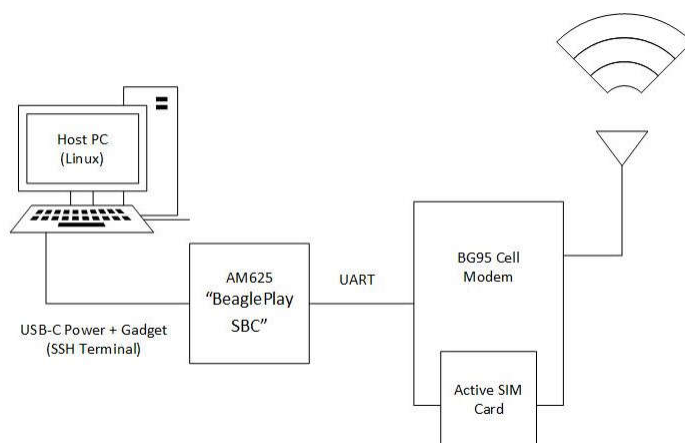 Host PC
(Linux)
AM625
“BeaglePlay
SBC”
USB-C Power + Gadget
(SSH Terminal)
UART
BG95 Cell
Modem
Active SIM
Card